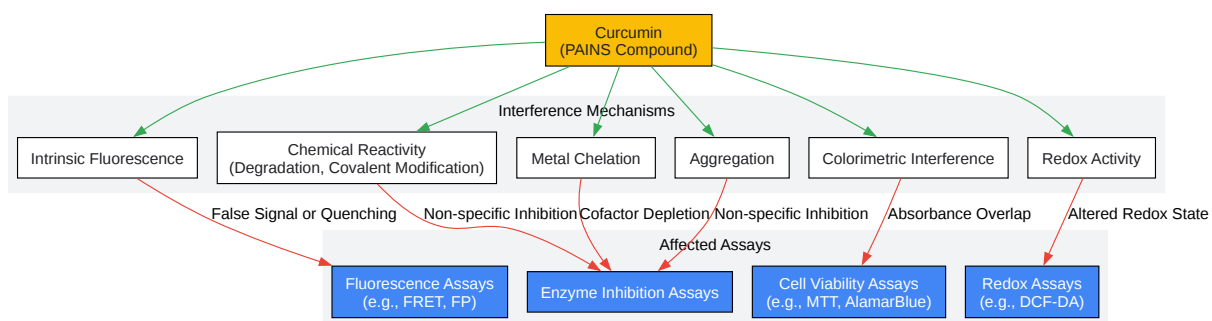 Curcumin
(PAINS Compound)
Interference Mechanisms
Intrinsic Fluorescence
Chemical Reactivity
(Degradation, Covalent Modification)
Metal Chelation
Aggregation
Colorimetric Interference
Redox Activity
False Signal or Quenching
Non-specific Inhibition
Cofactor Depletion
Non-specific Inhibition
Absorbance Overlap
Altered Redox State
Affected Assays
Fluorescence Assays
(e.g., FRET, FP)
Enzyme Inhibition Assays
Cell Viability Assays
(e.g., MTT, AlamarBlue)
Redox Assays
(e.g., DCF-DA)